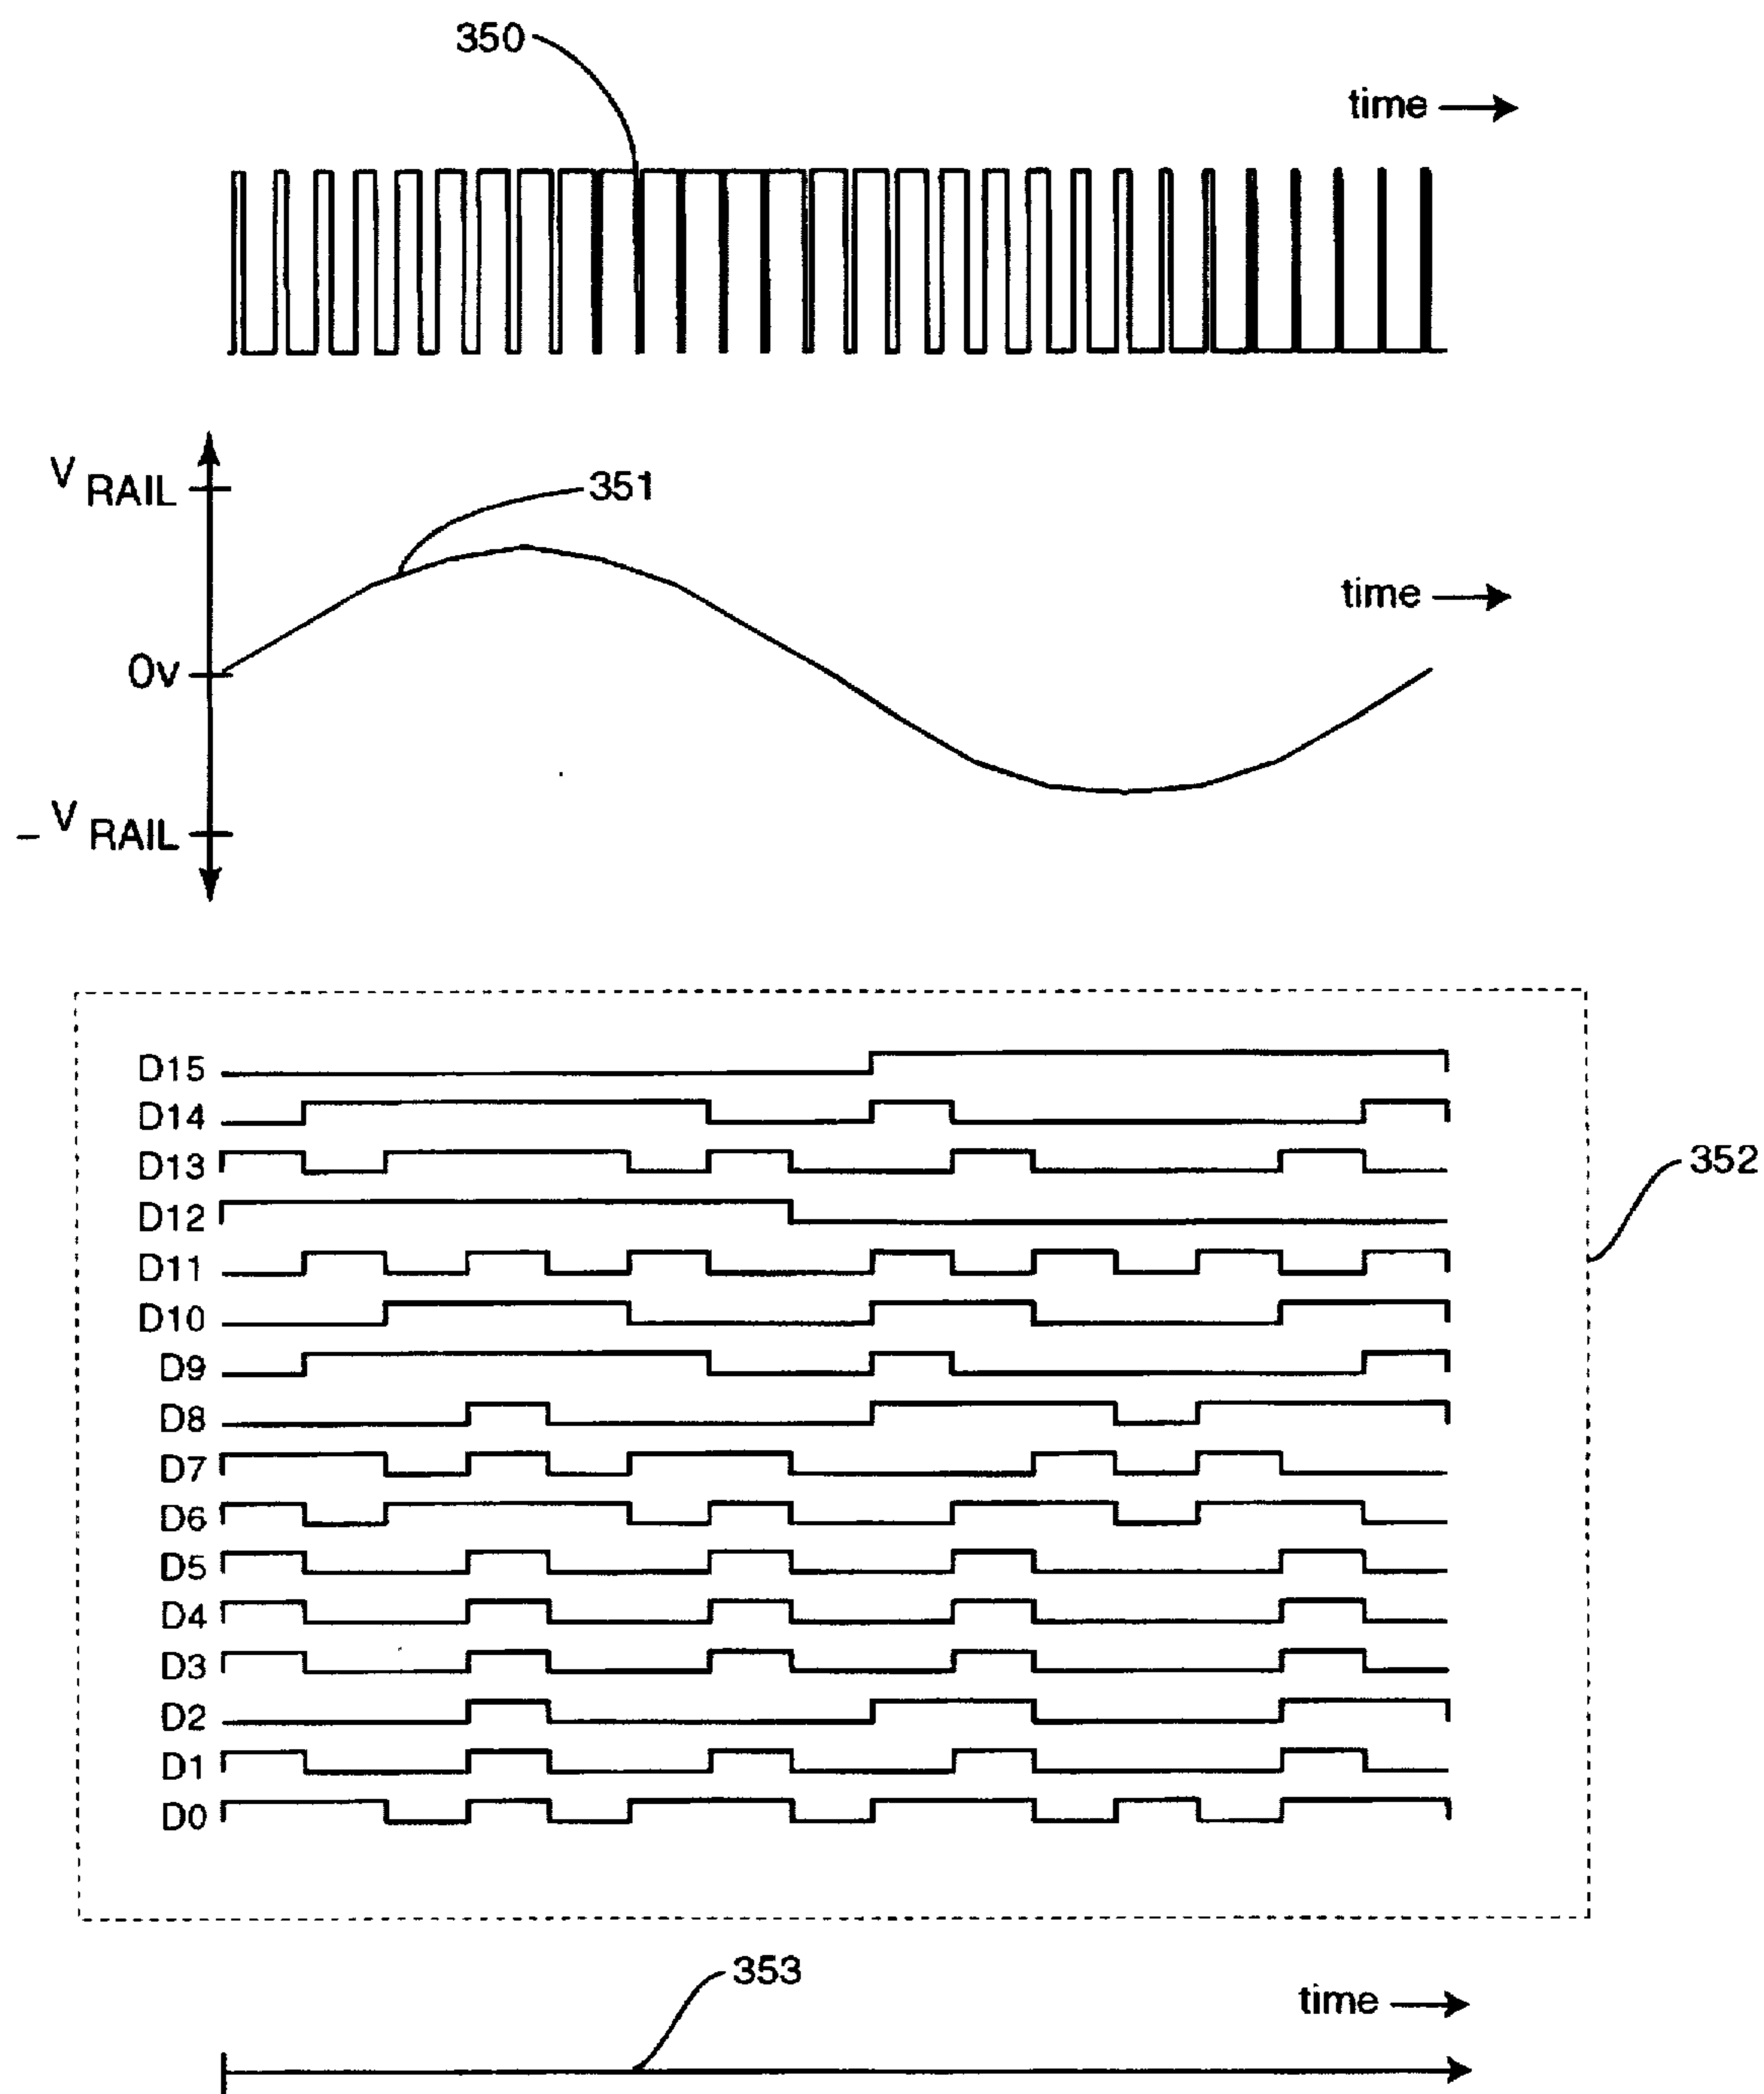 350
time
V RAIL
351
time
0v
– V RAIL
D15
D14
D13
352
D12
D11
D10
D9
D8
D7
D6
D5
D4
D3
D2
D1
D0
353
time